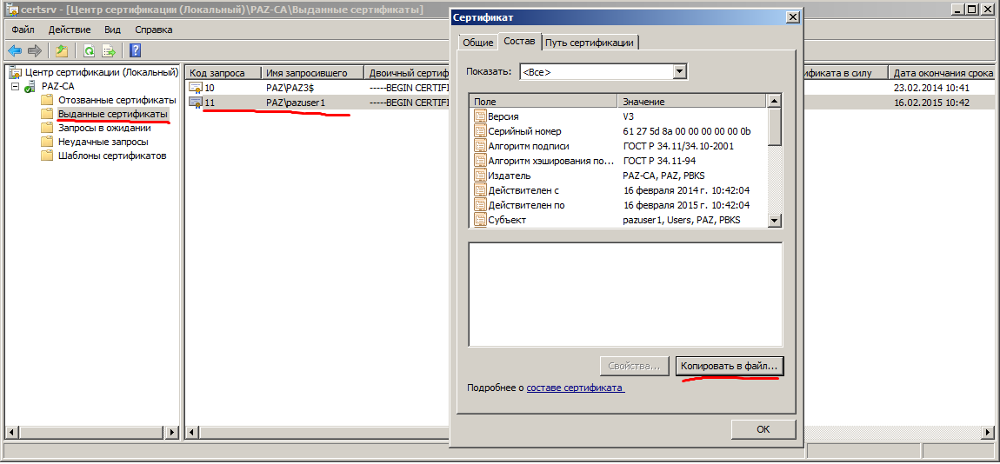 certsrv - [Центр сертификации (Локальный)\PAZ-CA\Выданные сертификаты]
Файл Действие Вид Справка
Центр сертификации (Локальный)
PAZ-CA
Отозванные сертификаты
Выданные сертификаты
Запросы в ожидании
Неудачные запросы
Шаблоны сертификатов
Код запроса Имя запросившего Двоичный сертиф ификата в силу Дата окончания срока
10 PAZ\PAZ3$ -----BEGIN CERTIFI 23.02.2014 10:41
11 PAZ\pazuser1 -----BEGIN CERTIFI 16.02.2015 10:42
Сертификат
Общие Состав Путь сертификации
Показать: <Все>
Поле Значение
Версия V3
Серийный номер 61 27 5d 8a 00 00 00 00 00 0b
Алгоритм подписи ГОСТ Р 34.11/34.10-2001
Алгоритм хэширования по... ГОСТ Р 34.11-94
Издатель PAZ-CA, PAZ, PBKS
Действителен с 16 февраля 2014 г. 10:42:04
Действителен по 16 февраля 2015 г. 10:42:04
Субъект pazuser1, Users, PAZ, PBKS
Свойства... Копировать в файл...
Подробнее о составе сертификата
OK